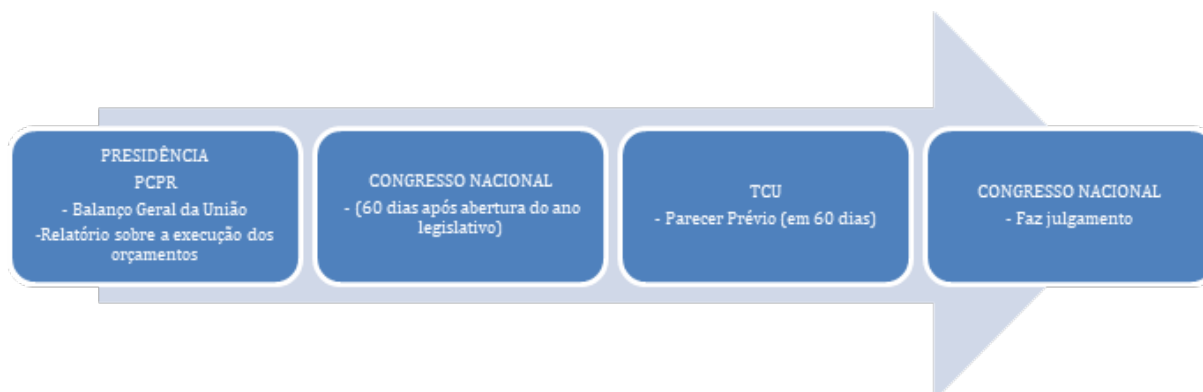 PRESIDÊNCIA
PCPR
- Balanço Geral da União
-Relatório sobre a execução dos
orçamentos
CONGRESSO NACIONAL
- (60 dias após abertura do ano
legislativo)
TCU
- Parecer Prévio (em 60 dias)
CONGRESSO NACIONAL
- Faz julgamento